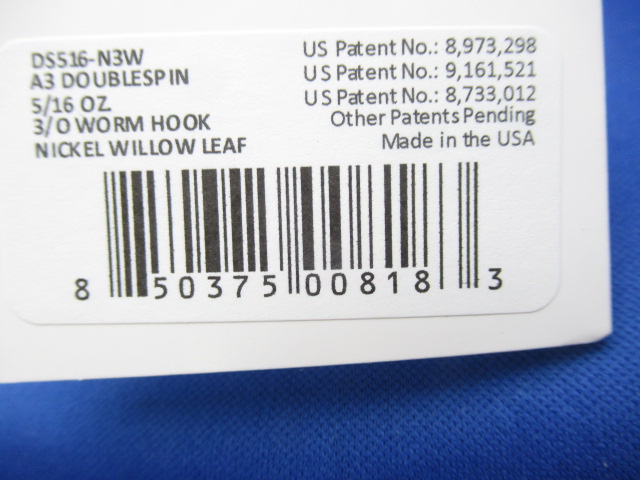 DS516-N3W
A3 DOUBLESPIN
5/16 OZ.
3/0 WORM HOOK
NICKEL WILLOW LEAF
US Patent No.: 8,973,298
US Patent No.: 9,161,521
US Patent No.: 8,733,012
Other Patents Pending
Made in the USA
8 50375 00818 3